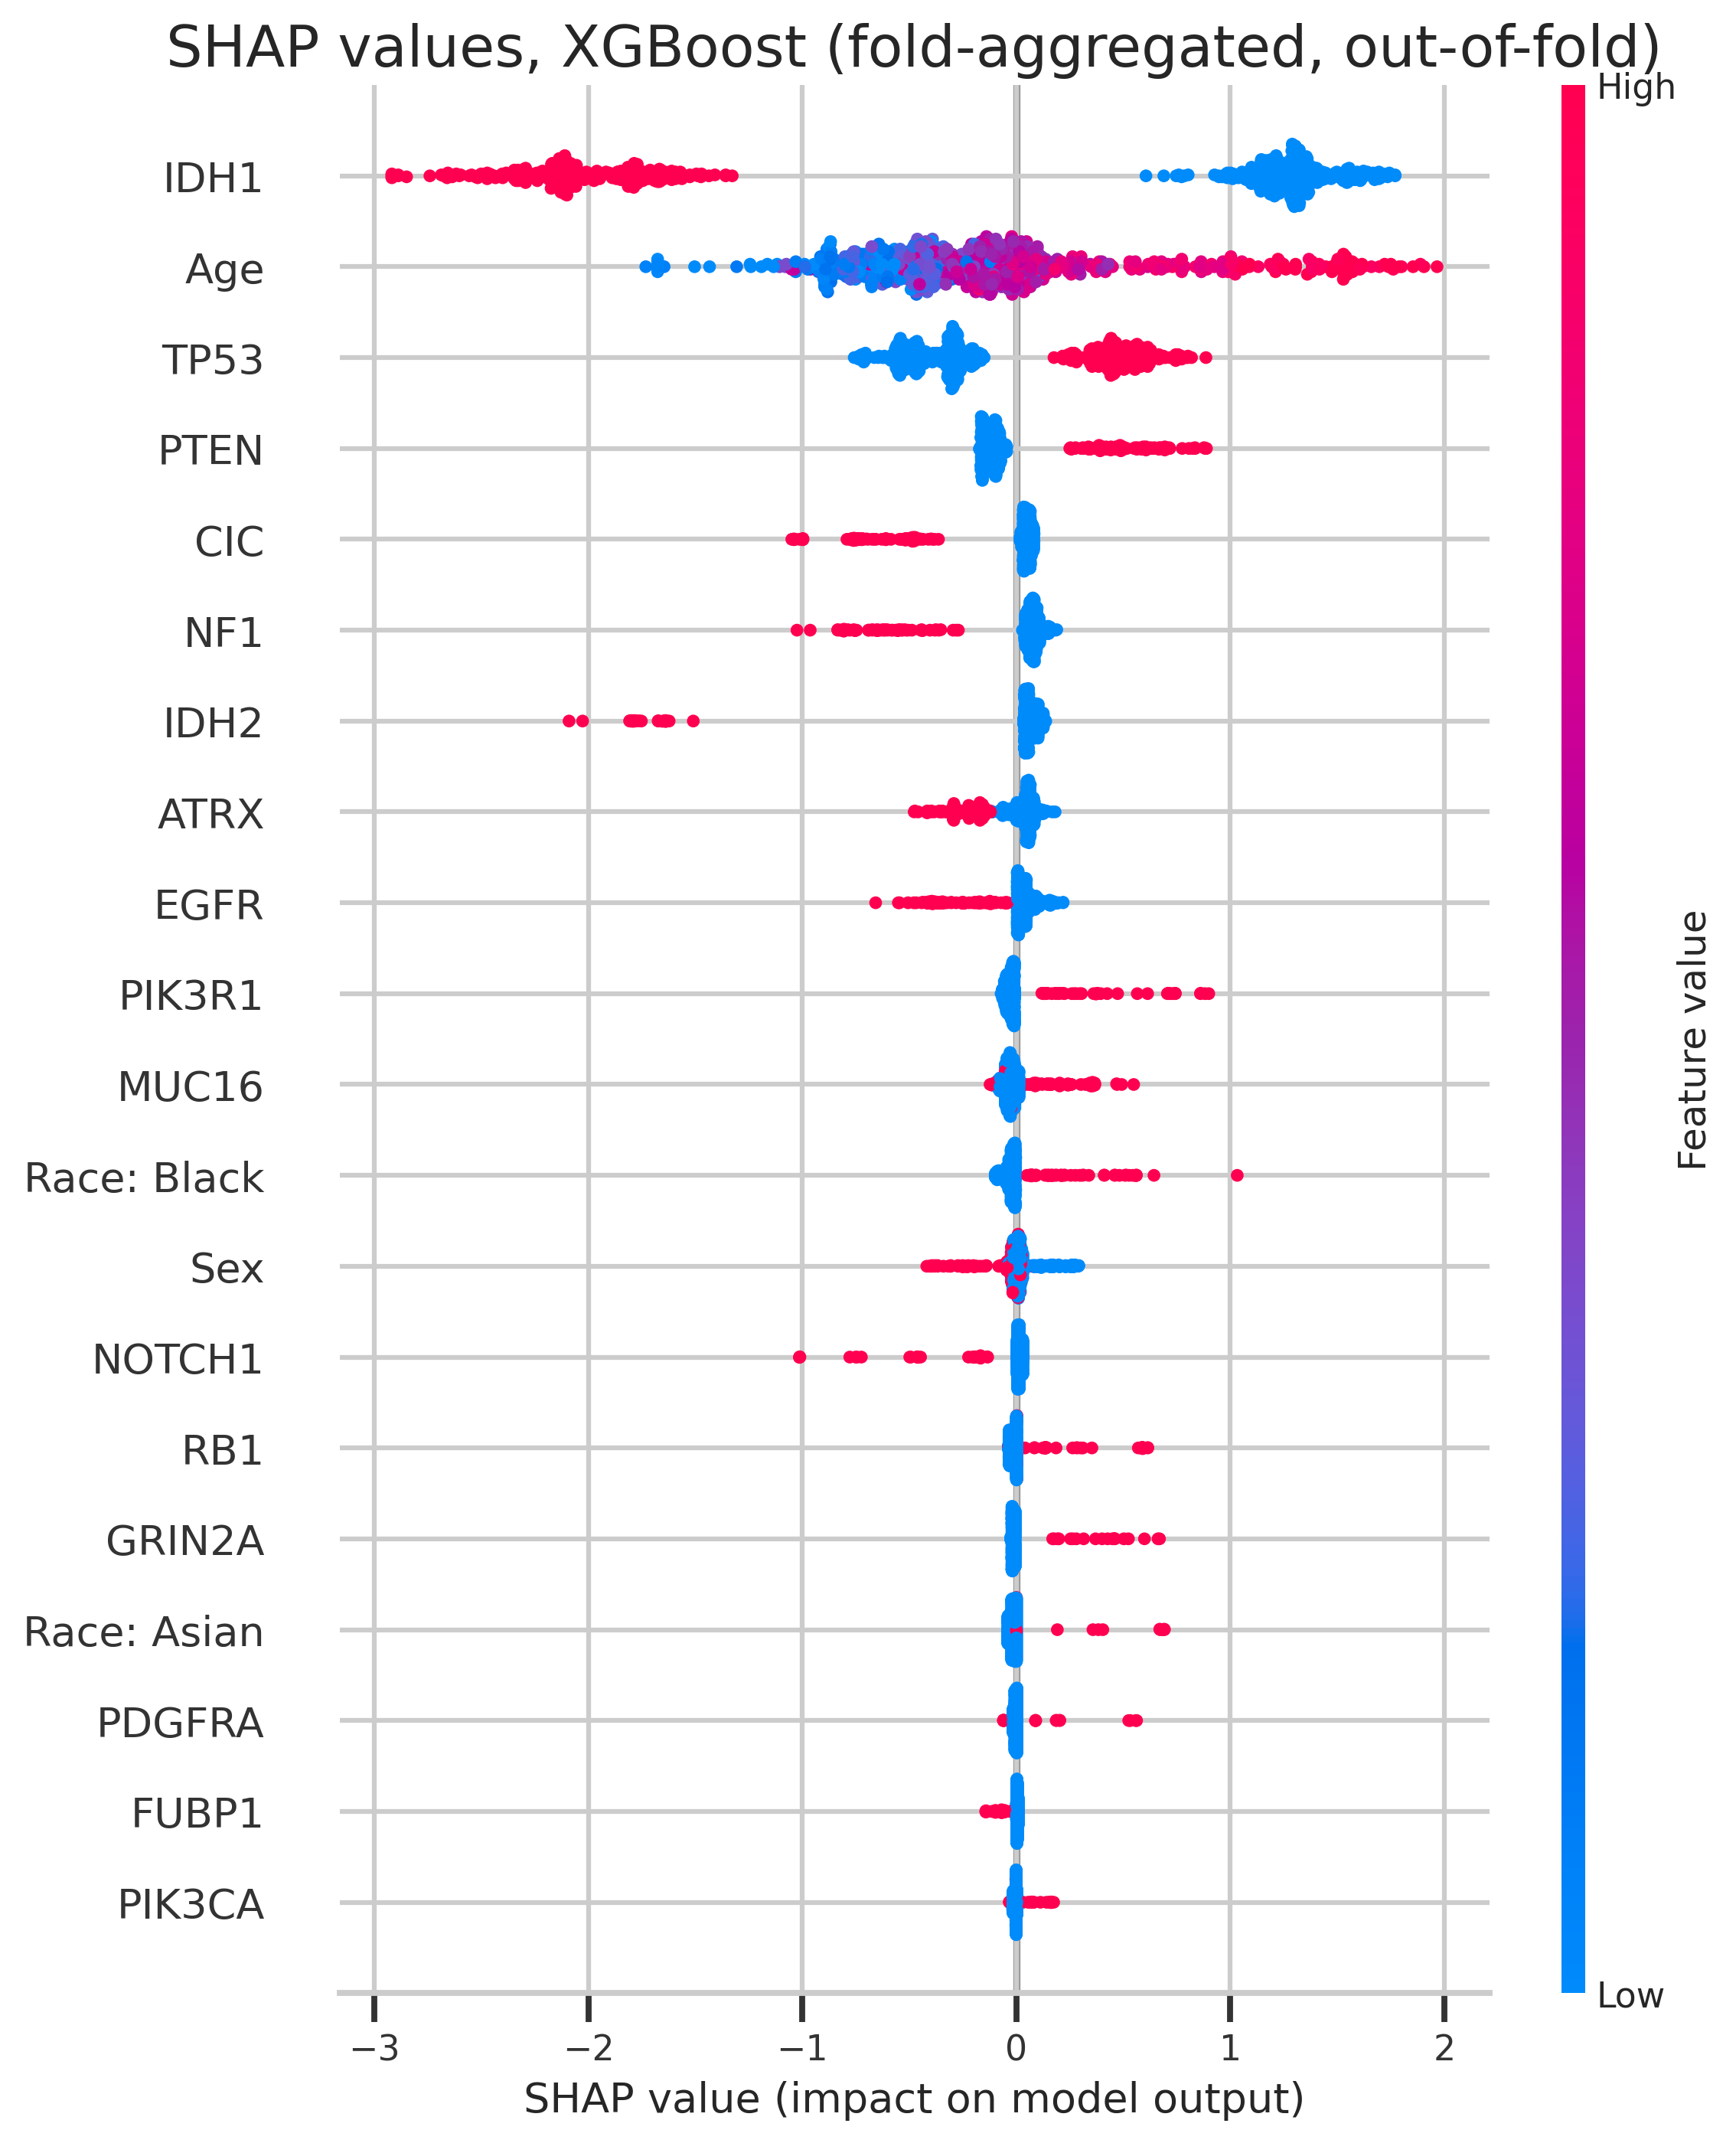 SHAP values, XGBoost (fold-aggregated, out-of-fold)
High
IDH1
Age
TP53
PTEN
CIC
NF1
IDH2
ATRX
EGFR
PIK3R1
MUC16
Race: Black
Sex
NOTCH1
RB1
GRIN2A
Race: Asian
PDGFRA
FUBP1
PIK3CA
Feature value
Low
−3 −2 −1 0 1 2
SHAP value (impact on model output)